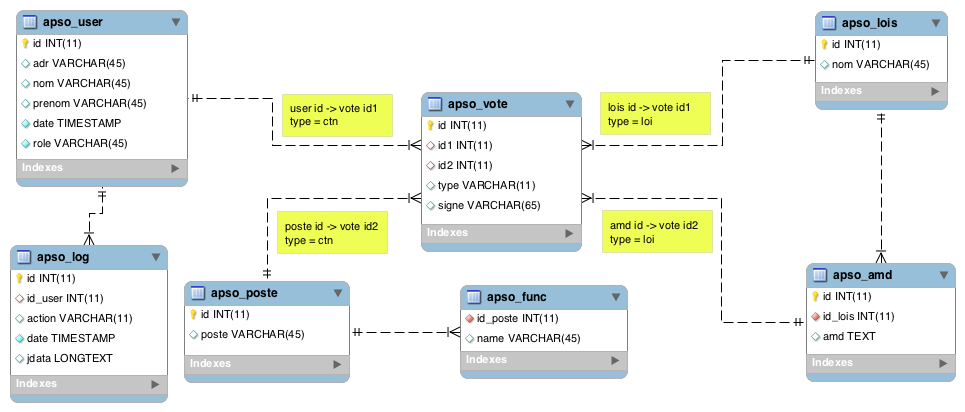 apso_user
id INT(11)
adr VARCHAR(45)
nom VARCHAR(45)
prenom VARCHAR(45)
date TIMESTAMP
role VARCHAR(45)
Indexes
user id -> vote id1
type = ctn
apso_vote
id INT(11)
id1 INT(11)
id2 INT(11)
type VARCHAR(11)
signe VARCHAR(65)
Indexes
lois id -> vote id1
type = loi
apso_lois
id INT(11)
nom VARCHAR(45)
Indexes
poste id -> vote id2
type = ctn
amd id -> vote id2
type = loi
apso_log
id INT(11)
id_user INT(11)
action VARCHAR(11)
date TIMESTAMP
jdata LONGTEXT
Indexes
apso_poste
id INT(11)
poste VARCHAR(45)
Indexes
apso_func
id_poste INT(11)
name VARCHAR(45)
Indexes
apso_amd
id INT(11)
id_lois INT(11)
amd TEXT
Indexes